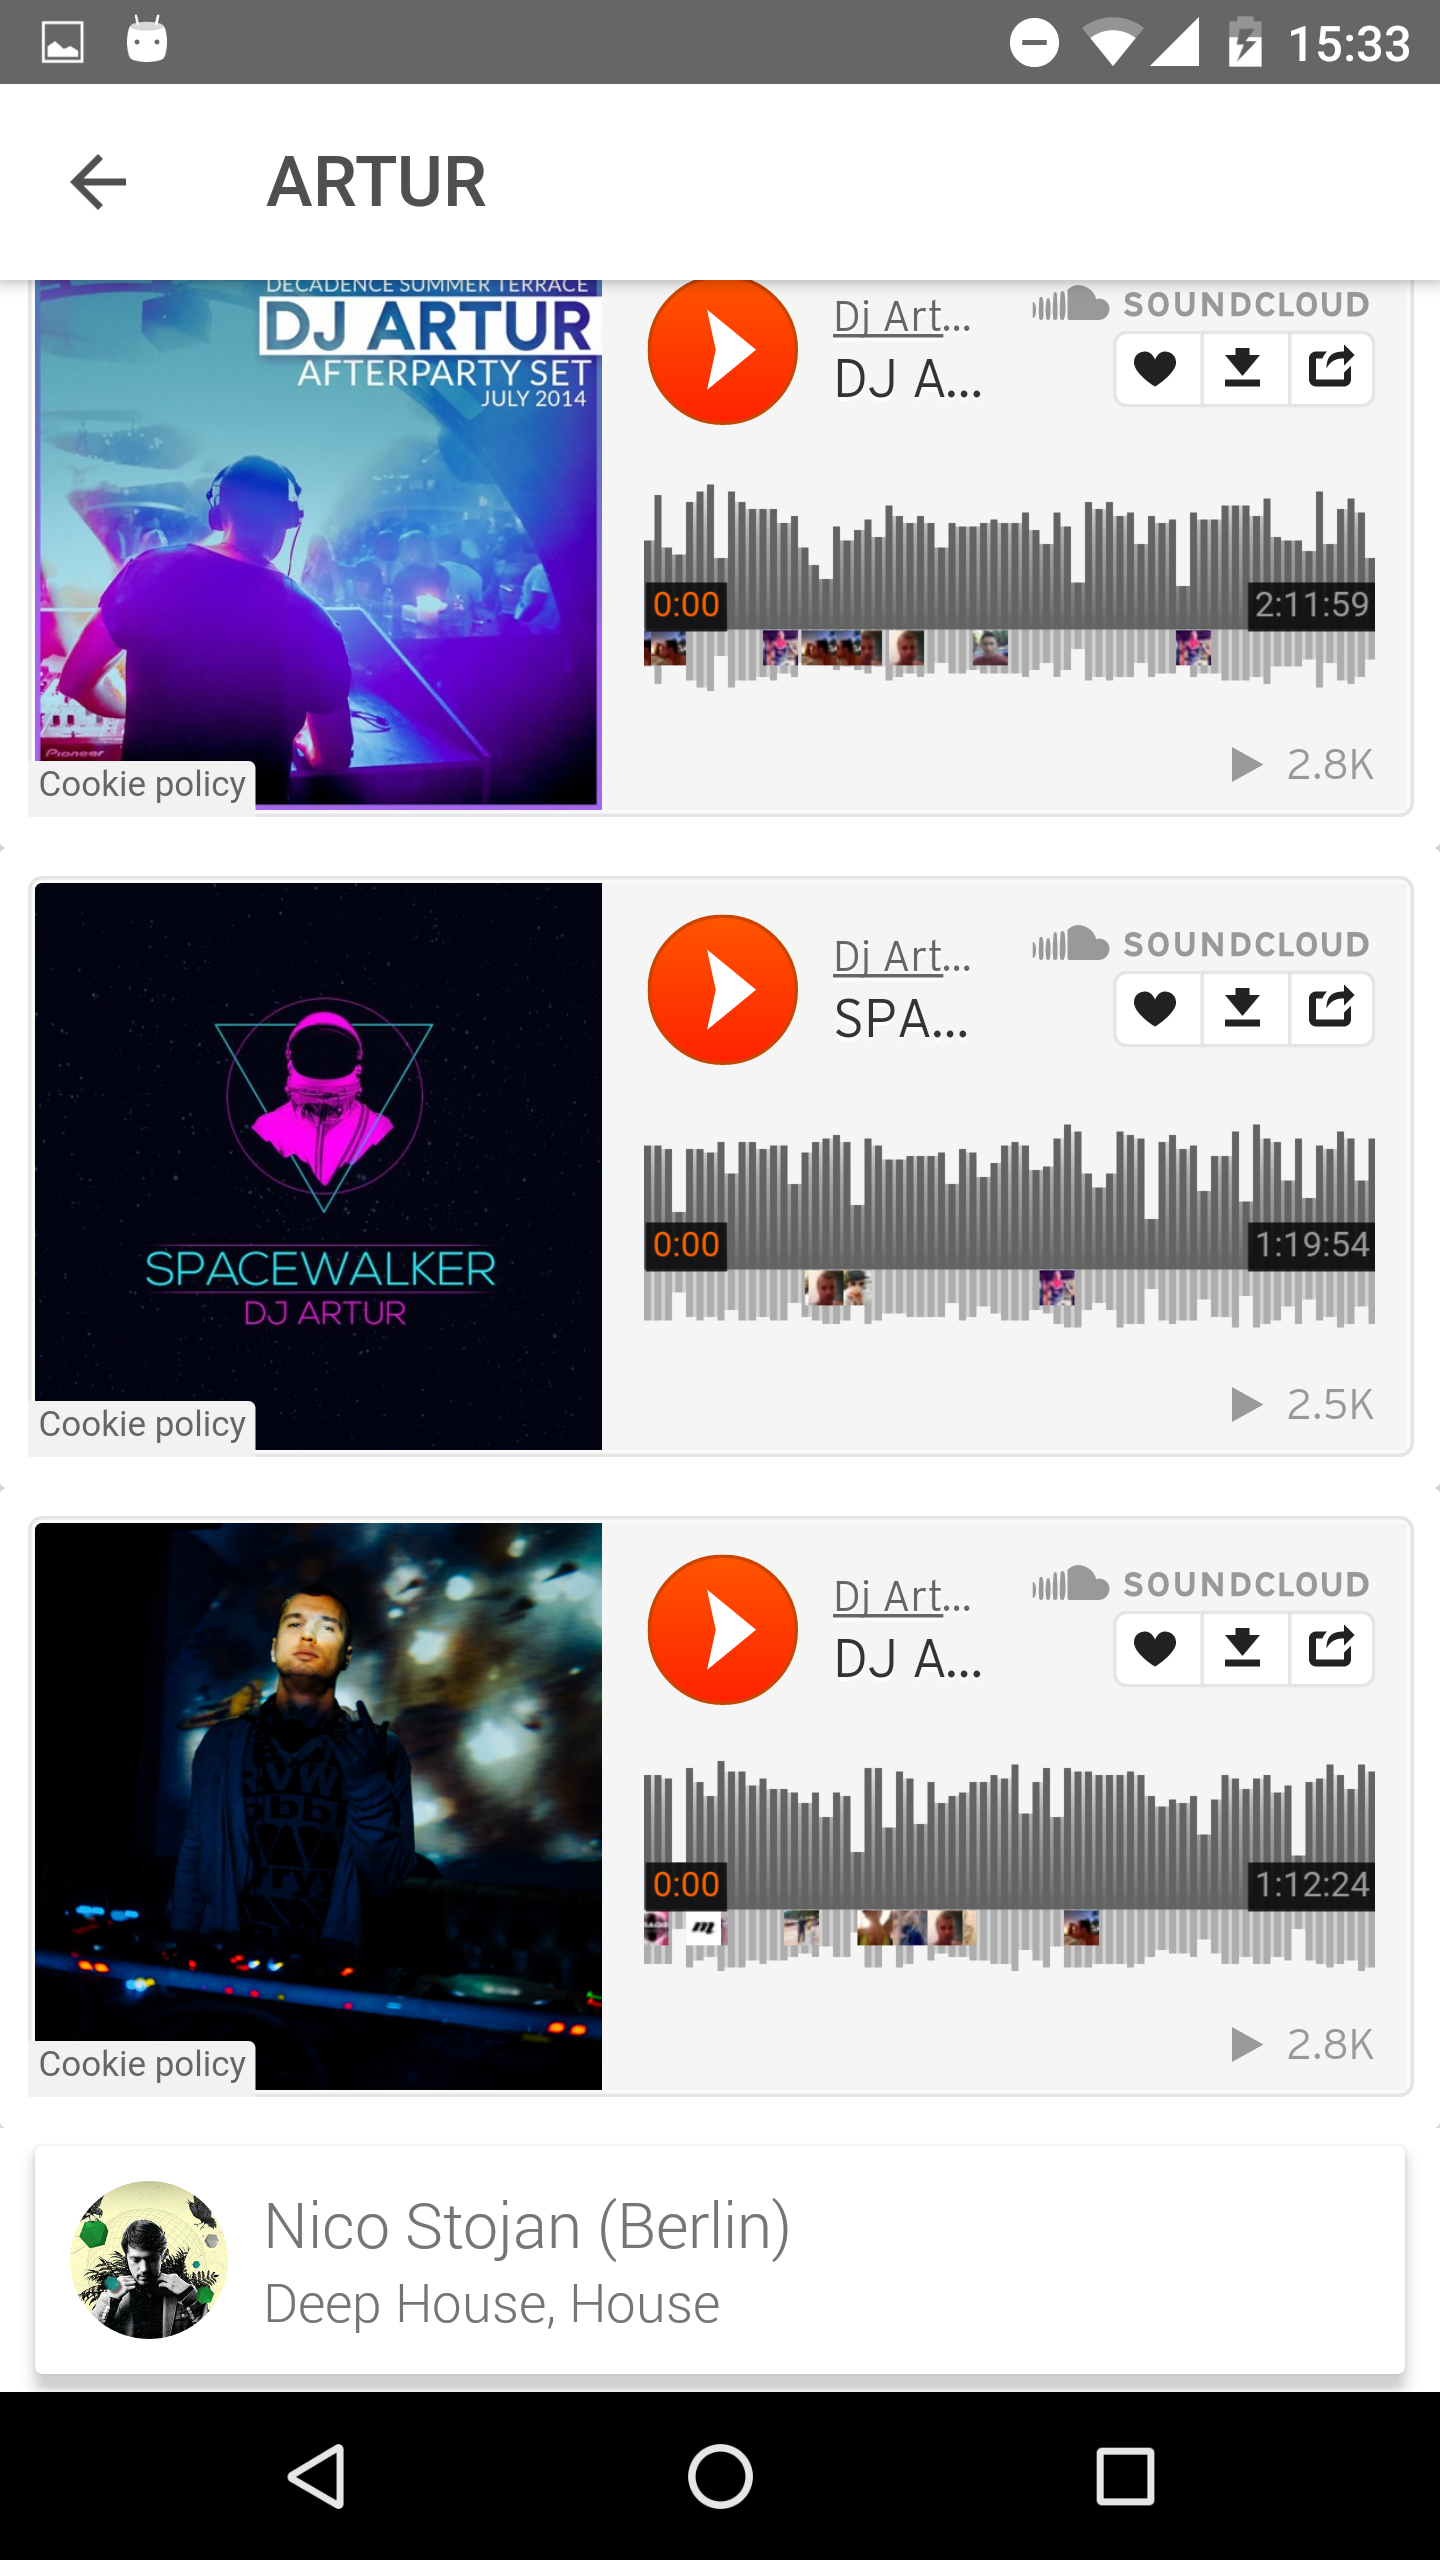 15:33
ARTUR
DECADENCE SUMMER TERRACE
DJ ARTUR
AFTERPARTY SET
JULY 2014
Pioneer
Cookie policy
Dj Art...
DJ A...
SOUNDCLOUD
0:00
2:11:59
2.8K
SPACEWALKER
DJ ARTUR
Cookie policy
Dj Art...
SPA...
SOUNDCLOUD
0:00
1:19:54
2.5K
Cookie policy
Dj Art...
DJ A...
SOUNDCLOUD
0:00
1:12:24
m
2.8K
Nico Stojan (Berlin)
Deep House, House